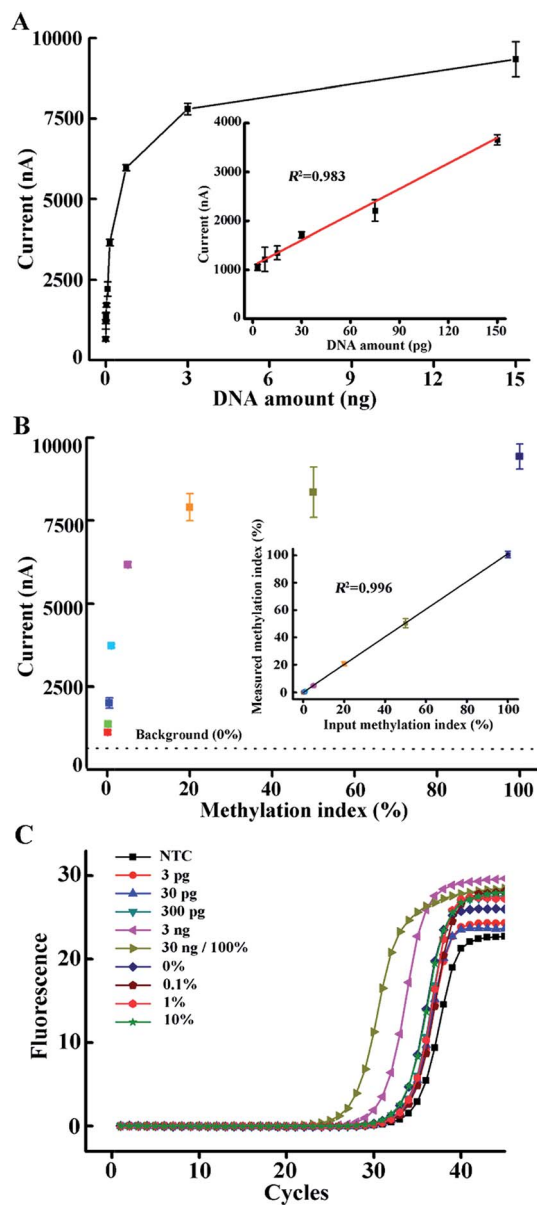 A
10000
7500
5000
2500
0
Current (nA)
0 3 6 9 12 15
DNA amount (ng)
R²=0.983
4000
3000
2000
1000
0
Current (nA)
0 30 60 90 120 150
DNA amount (pg)
B
10000
7500
5000
2500
0
Current (nA)
Background (0%)
0 20 40 60 80 100
Methylation index (%)
R²=0.996
100
80
60
40
20
0
Measured methylation index (%)
0 20 40 60 80 100
Input methylation index (%)
C
30
20
10
0
Fluorescence
NTC
3 pg
30 pg
300 pg
3 ng
30 ng / 100%
0%
0.1%
1%
10%
0 10 20 30 40
Cycles